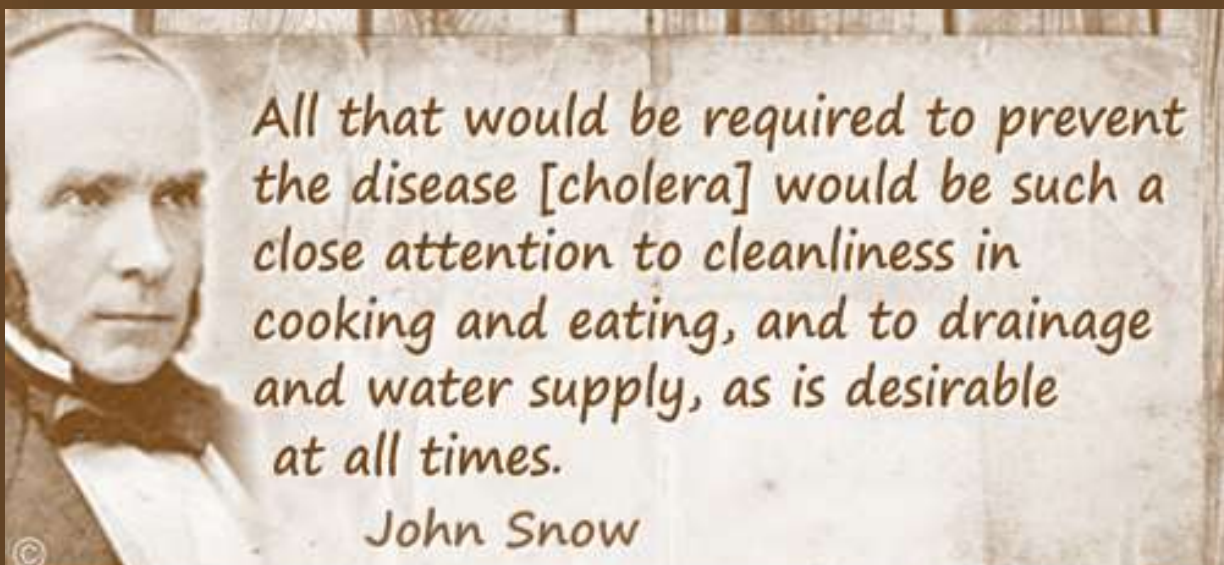 All that would be required to prevent
the disease [cholera] would be such a
close attention to cleanliness in
cooking and eating, and to drainage
and water supply, as is desirable
at all times.
John Snow
©